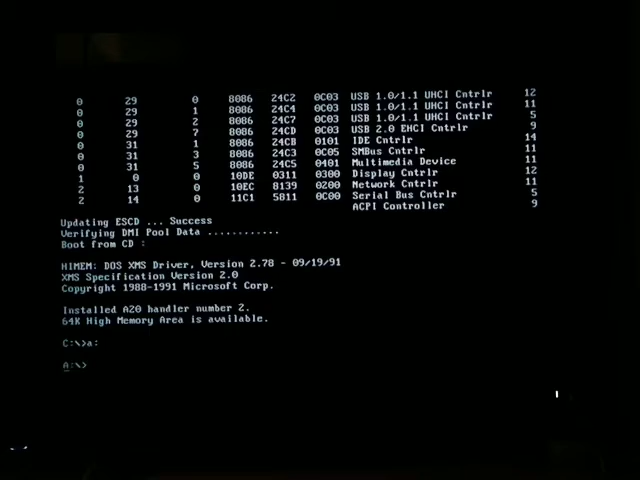 0 29 0 8086 24C2 0C03 USB 1.0/1.1 UHCI Cntrlr 12
0 29 1 8086 24C4 0C03 USB 1.0/1.1 UHCI Cntrlr 11
0 29 2 8086 24C7 0C03 USB 1.0/1.1 UHCI Cntrlr 5
0 29 7 8086 24CD 0C03 USB 2.0 EHCI Cntrlr 9
0 31 1 8086 24CB 0101 IDE Cntrlr 14
0 31 3 8086 24C3 0C05 SMBus Cntrlr 11
0 31 5 8086 24C5 0401 Multimedia Device 11
1 0 0 10DE 0311 0300 Display Cntrlr 12
2 13 0 10EC 8139 0200 Network Cntrlr 11
2 14 0 11C1 5811 0C00 Serial Bus Cntrlr 5
ACPI Controller 9
Updating ESCD ... Success
Verifying DMI Pool Data ............
Boot from CD :
HIMEM: DOS XMS Driver, Version 2.78 - 09/19/91
XMS Specification Version 2.0
Copyright 1988-1991 Microsoft Corp.
Installed A20 handler number 2.
64K High Memory Area is available.
C:\>a:
A:\>